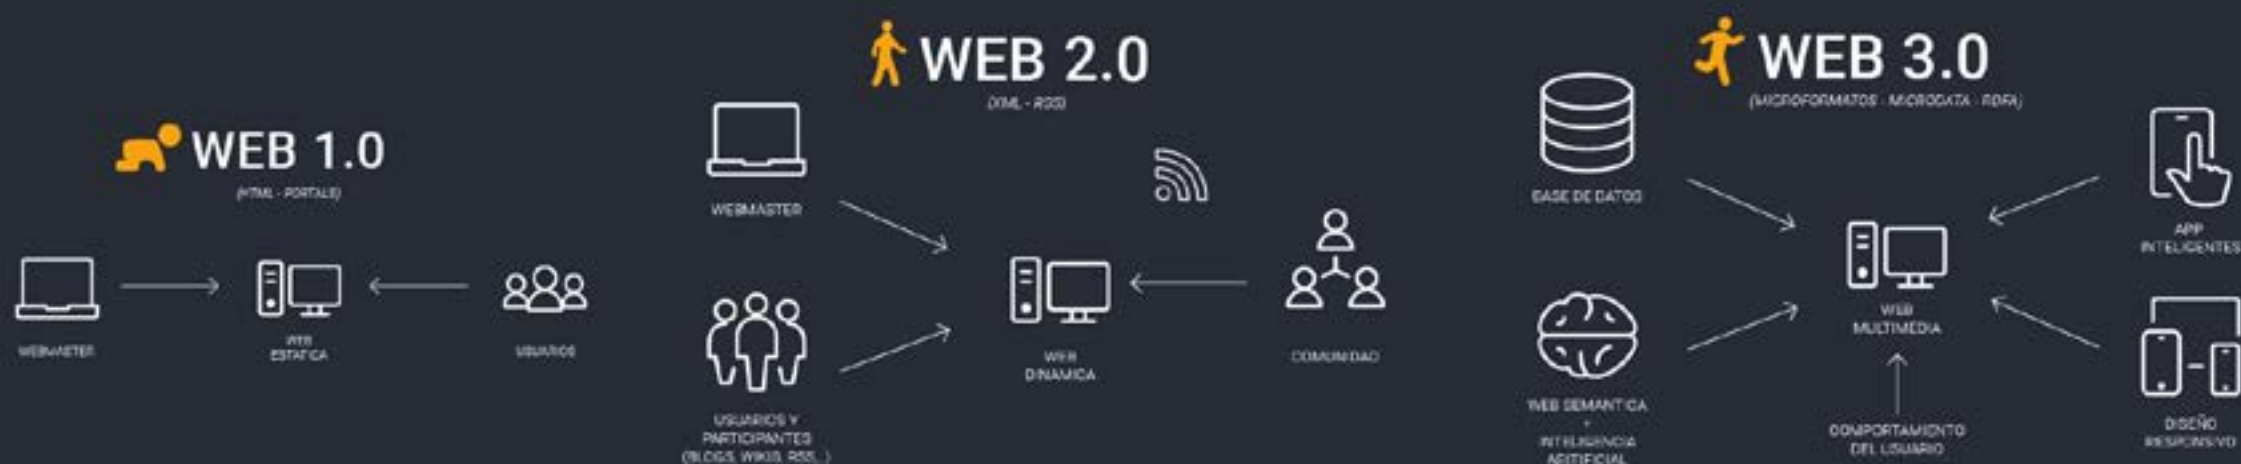 WEB 1.0
(HTML - PORTALS)
WEBMASTER
WEB
ESTATICA
USUARIOS
WEB 2.0
(XML - RSS)
WEBMASTER
USUARIOS Y
PARTICIPANTES
(BLOGS, WIKIS, RSS,..)
WEB
DINAMICA
COMUNIDAD
WEB 3.0
(MICROFORMATOS - MICRODATA - RDFA)
BASE DE DATOS
WEB SEMANTICA
+
INTELIGENCIA
WEB
MULTIMEDIA
COMPORTAMIENTO
DEL USUARIO
APP
INTELIGENTES
DISEÑO
RESPONSIVO